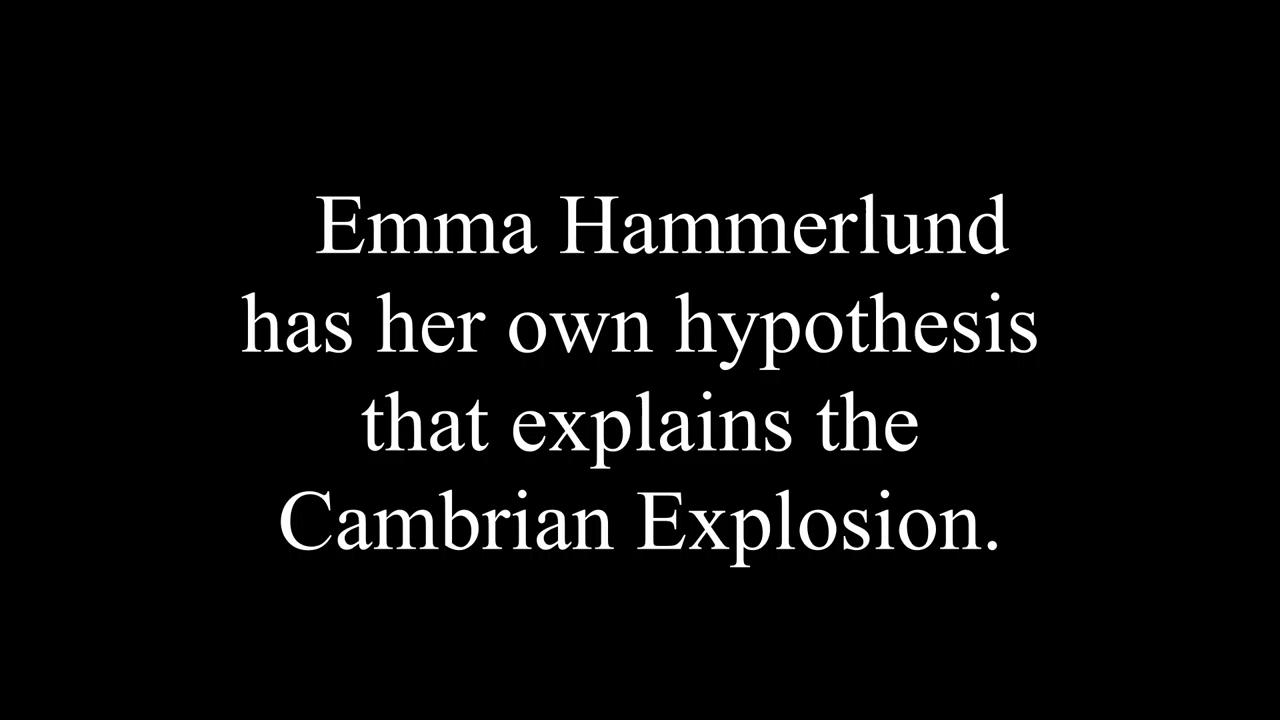 Emma Hammerlund
has her own hypothesis
that explains the
Cambrian Explosion.